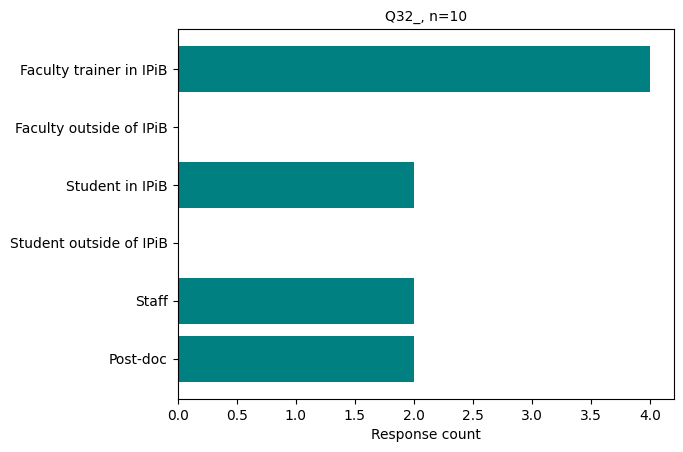 Q32_, n=10
Faculty trainer in IPiB
Faculty outside of IPiB
Student in IPiB
Student outside of IPiB
Staff
Post-doc
0.0 0.5 1.0 1.5 2.0 2.5 3.0 3.5 4.0
Response count